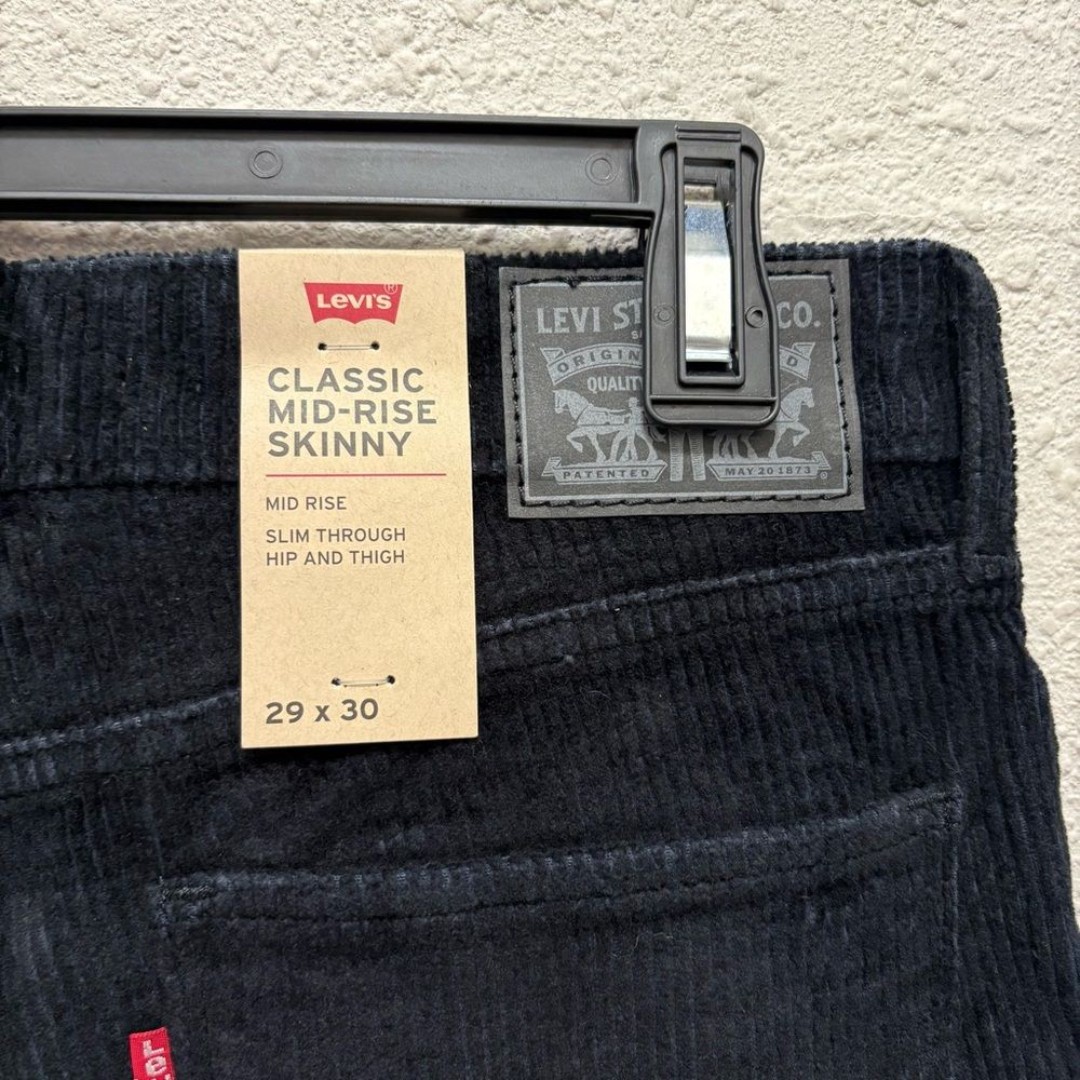 Levi's®
CLASSIC
MID-RISE
SKINNY
MID RISE
SLIM THROUGH
HIP AND THIGH
29 x 30
LEVI CO.
QUALITY
PATENTED MAY 20 1873 ®